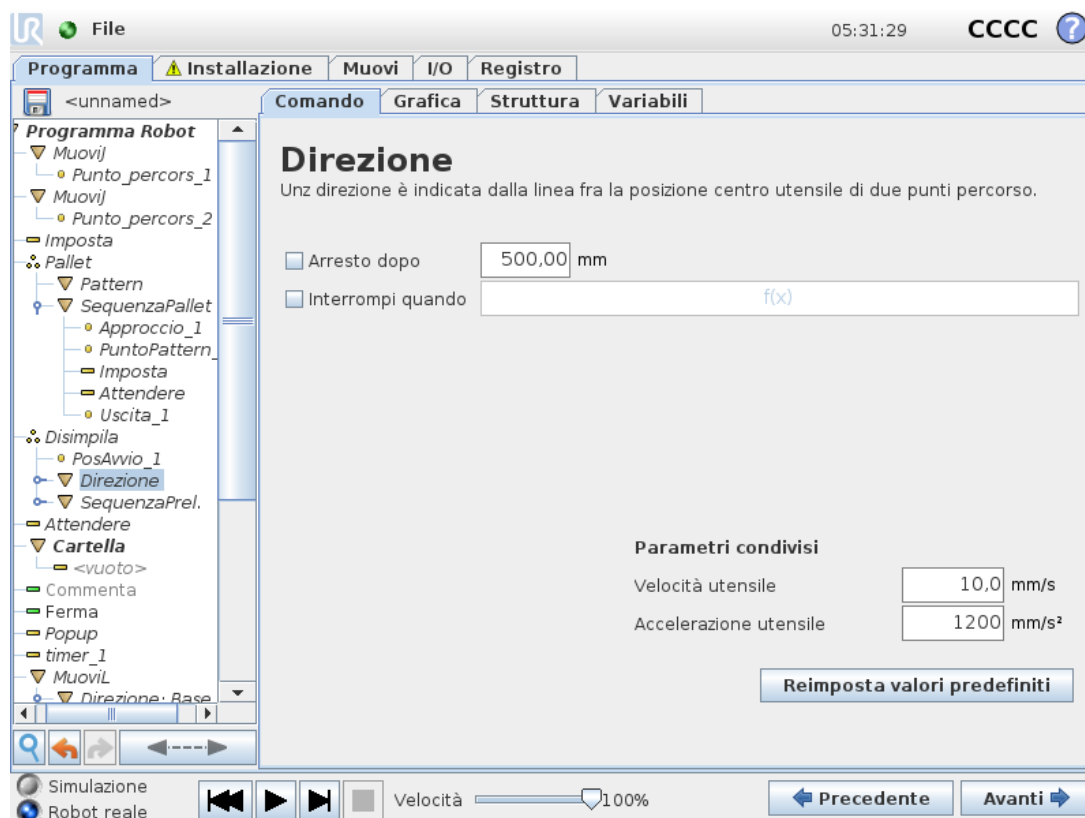 UR File 05:31:29 CCCC ?
Programma Installazione Muovi I/O Registro
<unnamed> Comando Grafica Struttura Variabili
Programma Robot
MuoviJ
Punto_percors_1
MuoviJ
Punto_percors_2
Imposta
Pallet
Pattern
SequenzaPallet
Approccio_1
PuntoPattern_
Imposta
Attendere
Uscita_1
Disimpila
PosAvvio_1
Direzione
SequenzaPrel.
Attendere
Cartella
<vuoto>
Commenta
Ferma
Popup
timer_1
MuoviL
Direzione: Base
Direzione
Unz direzione è indicata dalla linea fra la posizione centro utensile di due punti percorso.
Arresto dopo 500,00 mm
Interrompi quando f(x)
Parametri condivisi
Velocità utensile 10,0 mm/s
Accelerazione utensile 1200 mm/s²
Reimposta valori predefiniti
Simulazione
Robot reale
Velocità 100%
Precedente Avanti